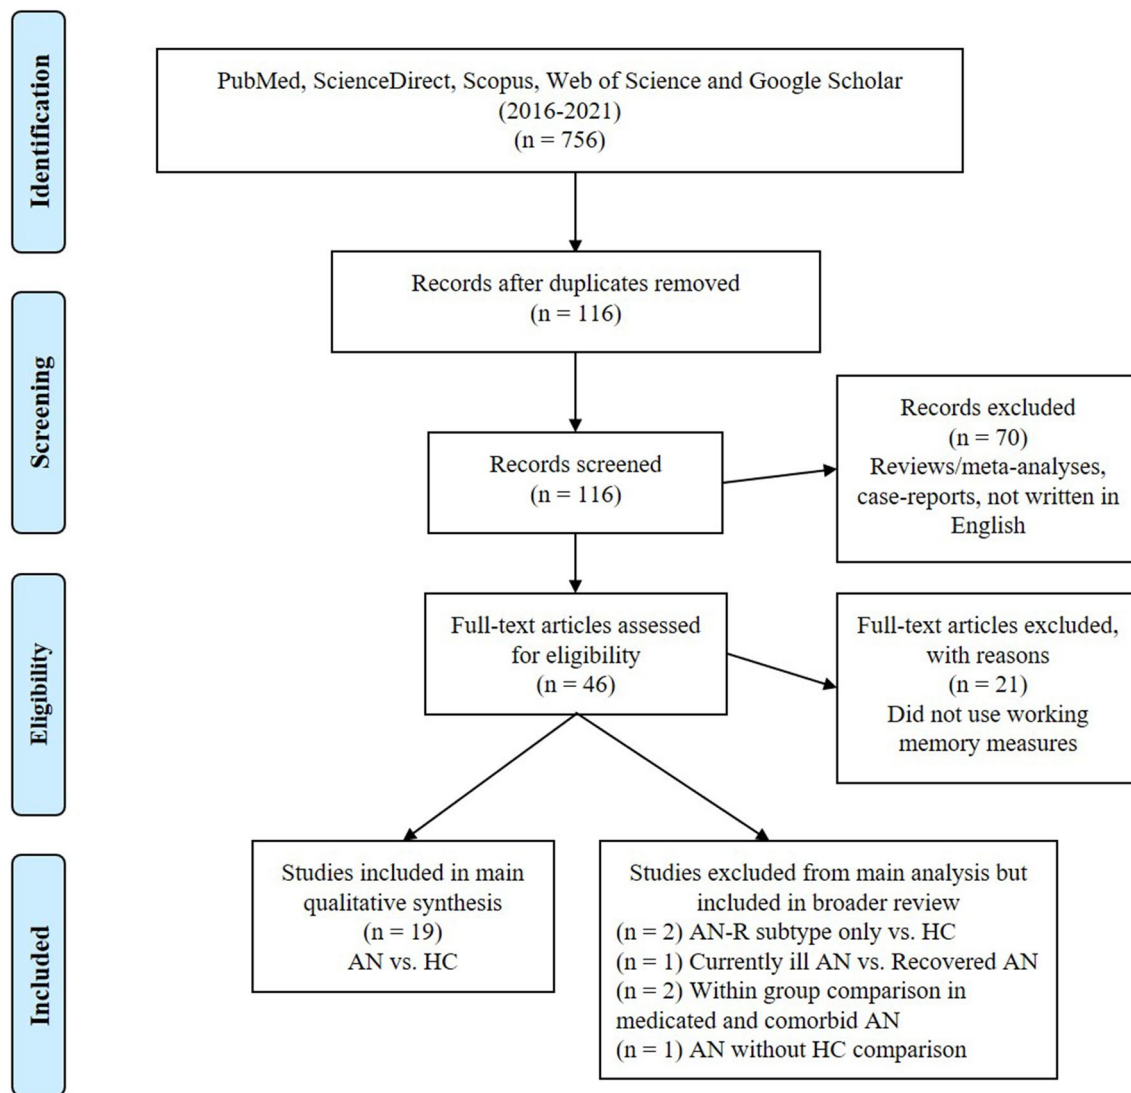 Identification
PubMed, ScienceDirect, Scopus, Web of Science and Google Scholar
(2016-2021)
(n = 756)
Records after duplicates removed
(n = 116)
Screening
Records screened
(n = 116)
Records excluded
(n = 70)
Reviews/meta-analyses,
case-reports, not written in
English
Eligibility
Full-text articles assessed
for eligibility
(n = 46)
Full-text articles excluded,
with reasons
(n = 21)
Did not use working
memory measures
Included
Studies included in main
qualitative synthesis
(n = 19)
AN vs. HC
Studies excluded from main analysis but
included in broader review
(n = 2) AN-R subtype only vs. HC
(n = 1) Currently ill AN vs. Recovered AN
(n = 2) Within group comparison in
medicated and comorbid AN
(n = 1) AN without HC comparison